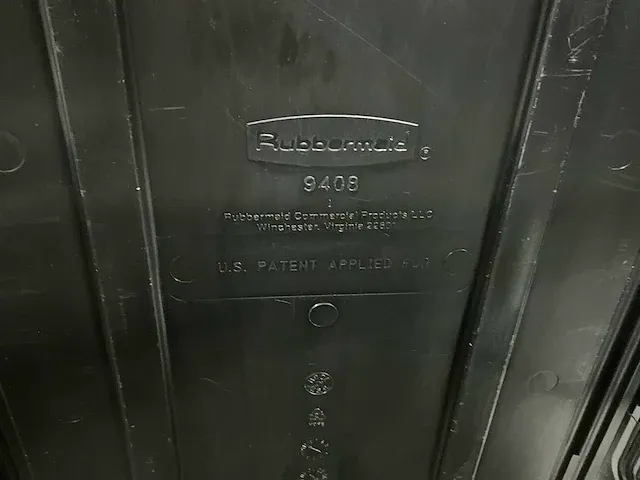 Rubbermaid ®
9408
Rubbermaid Commercial Products LLC
Winchester, Virginia
U.S. PATENT APPLIED FOR